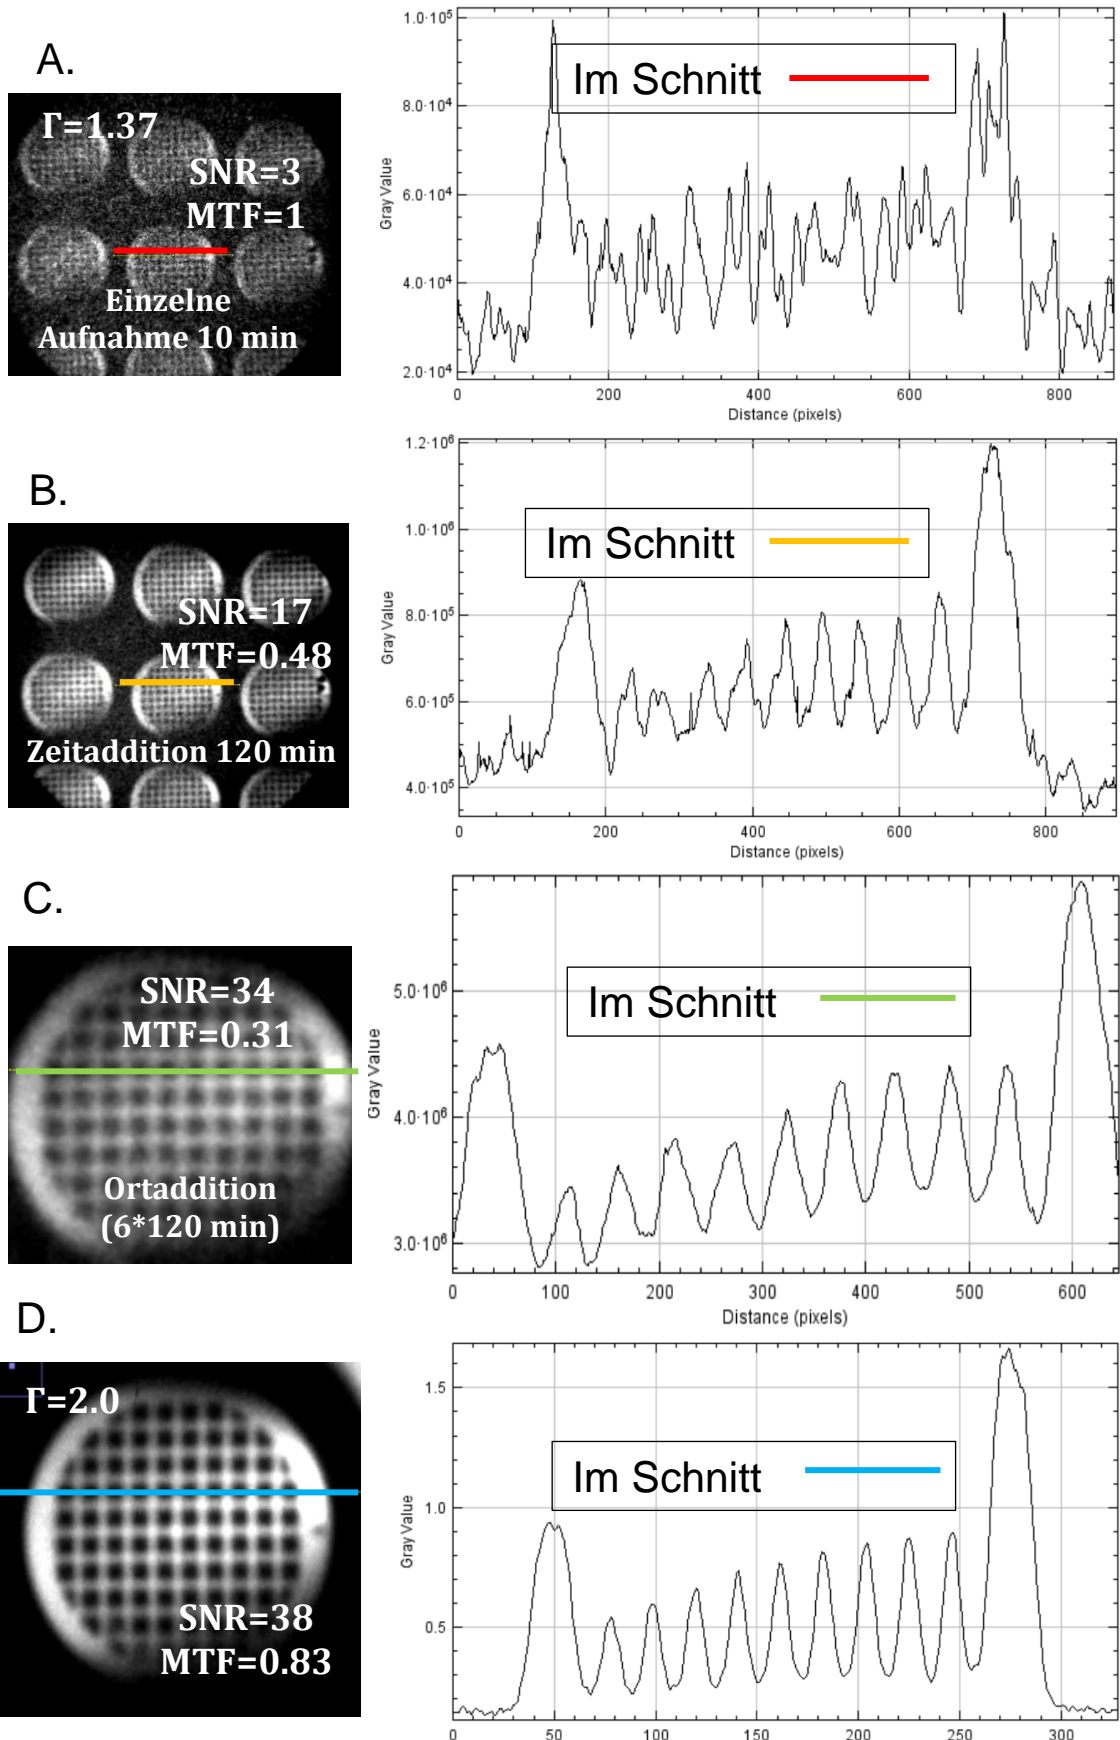 A.
Γ=1.37
SNR=3
MTF=1
Einzelne
Aufnahme 10 min
Im Schnitt
Gray Value
1.0·10⁵
8.0·10⁴
6.0·10⁴
4.0·10⁴
2.0·10⁴
0 200 400 600 800
Distance (pixels)
B.
SNR=17
MTF=0.48
Zeitaddition 120 min
Im Schnitt
Gray Value
1.2·10⁶
1.0·10⁶
8.0·10⁵
6.0·10⁵
4.0·10⁵
0 200 400 600 800
Distance (pixels)
C.
SNR=34
MTF=0.31
Ortaddition
(6*120 min)
Im Schnitt
Gray Value
5.0·10⁶
4.0·10⁶
3.0·10⁶
0 100 200 300 400 500 600
Distance (pixels)
D.
Γ=2.0
SNR=38
MTF=0.83
Im Schnitt
Gray Value
1.5
1.0
0.5
0 50 100 150 200 250 300